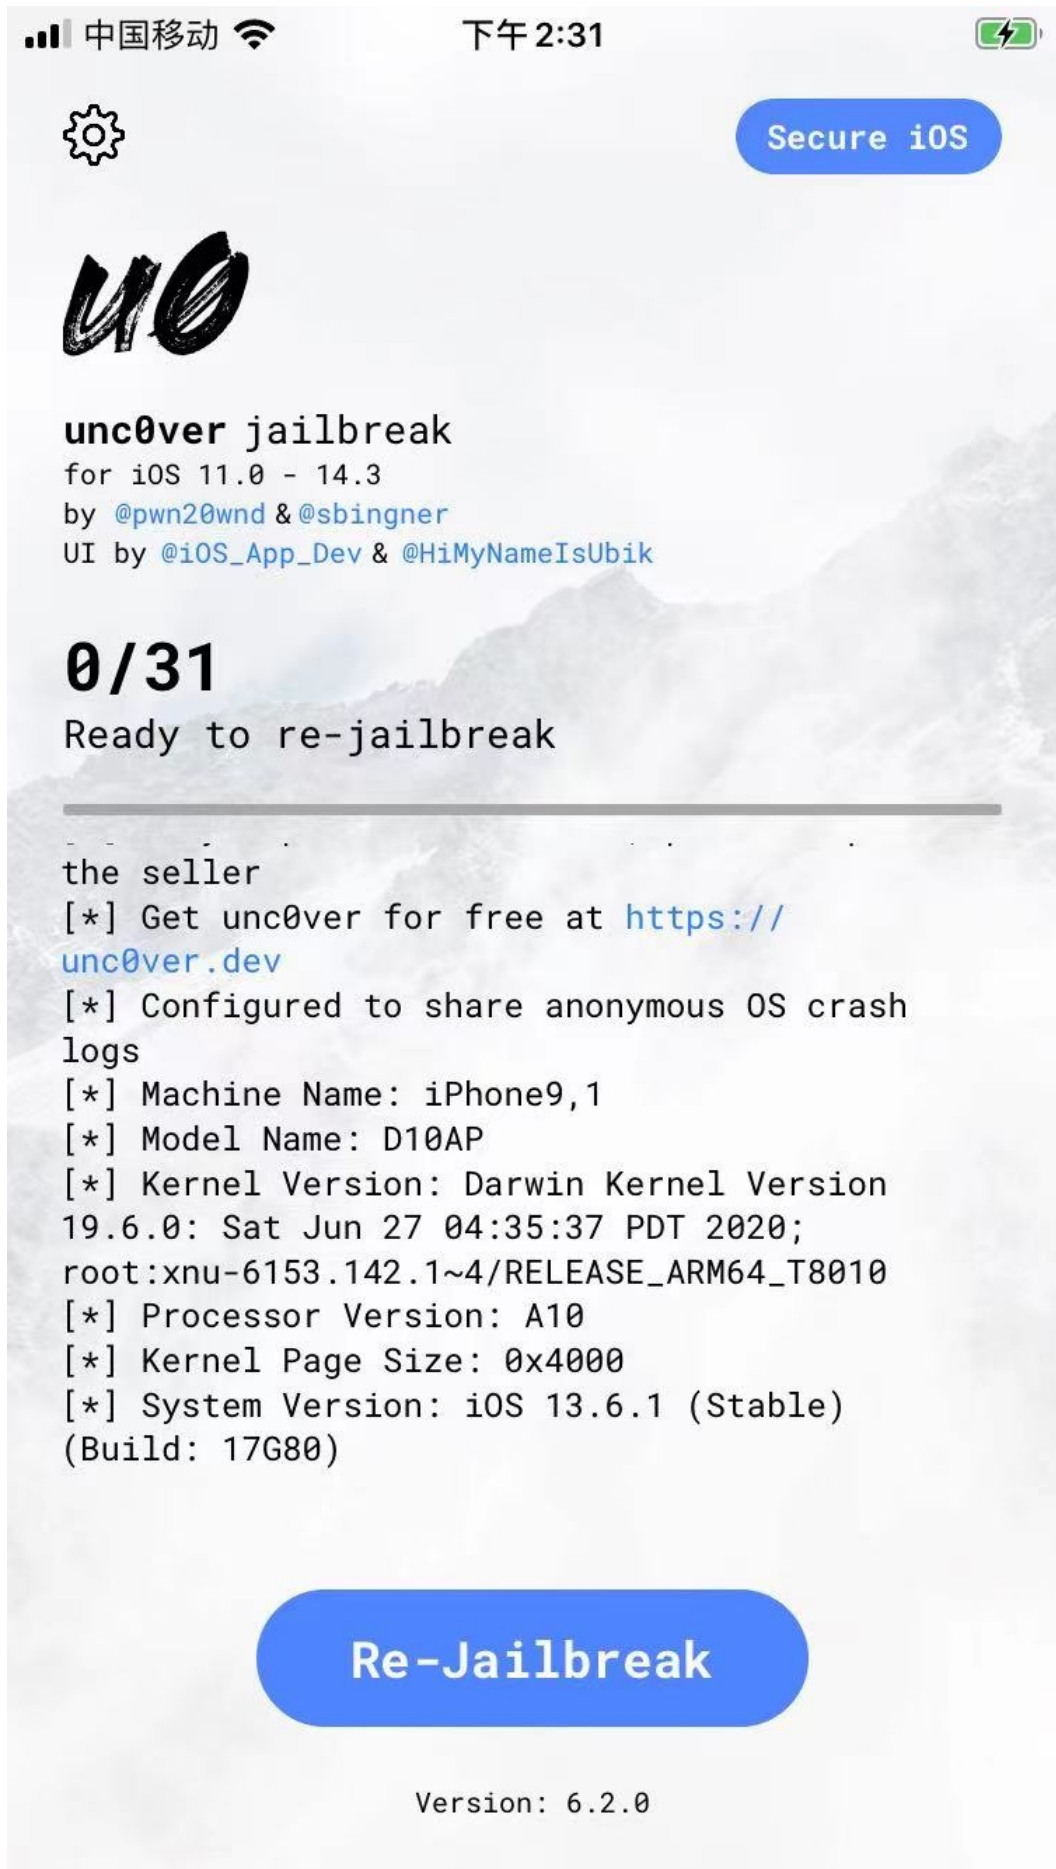 中国移动
下午2:31
Secure iOS
u0
unc0ver jailbreak
for iOS 11.0 - 14.3
by @pwn20wnd & @sbingner
UI by @iOS_App_Dev & @HiMyNameIsUbik
0/31
Ready to re-jailbreak
the seller
[*] Get unc0ver for free at https://
unc0ver.dev
[*] Configured to share anonymous OS crash
logs
[*] Machine Name: iPhone9,1
[*] Model Name: D10AP
[*] Kernel Version: Darwin Kernel Version
19.6.0: Sat Jun 27 04:35:37 PDT 2020;
root:xnu-6153.142.1~4/RELEASE_ARM64_T8010
[*] Processor Version: A10
[*] Kernel Page Size: 0x4000
[*] System Version: iOS 13.6.1 (Stable)
(Build: 17G80)
Re-Jailbreak
Version: 6.2.0